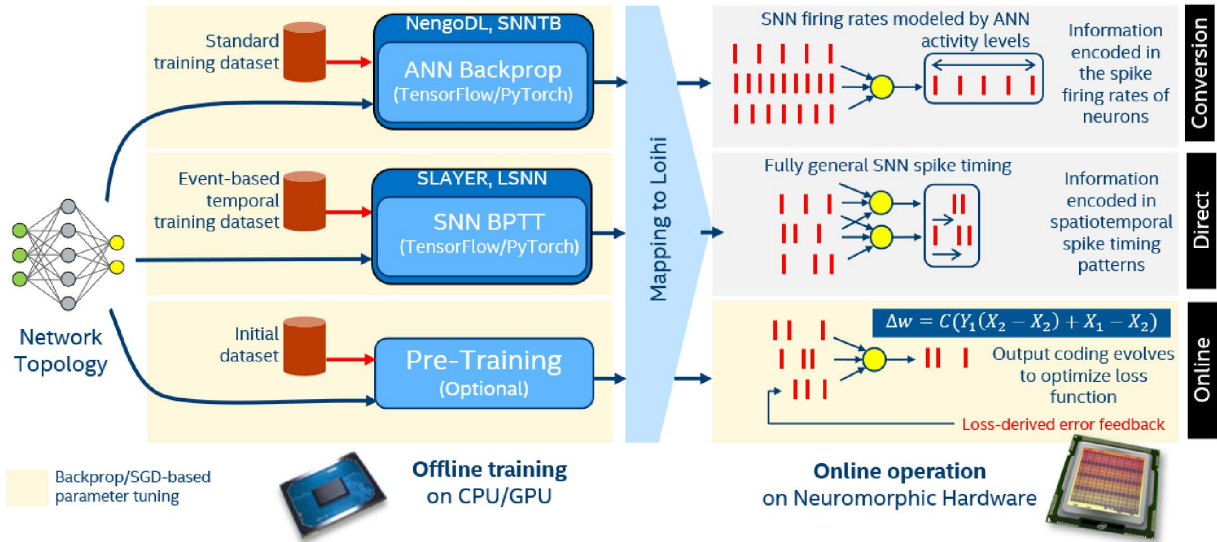 Network
Topology
Standard
training dataset
NengoDL, SNNTB
ANN Backprop
(TensorFlow/PyTorch)
Event-based
temporal
training dataset
SLAYER, LSNN
SNN BPTT
(TensorFlow/PyTorch)
Initial
dataset
Pre-Training
(Optional)
Mapping to Loihi
SNN firing rates modeled by ANN
activity levels
Information
encoded in
the spike
firing rates of
neurons
Conversion
Fully general SNN spike timing
Information
encoded in
spatiotemporal
spike timing
patterns
Direct
Δw = C(Y₁(X₂ − X₂) + X₁ − X₂)
Output coding evolves
to optimize loss
function
Loss-derived error feedback
Online
Backprop/SGD-based
parameter tuning
Offline training
on CPU/GPU
Online operation
on Neuromorphic Hardware